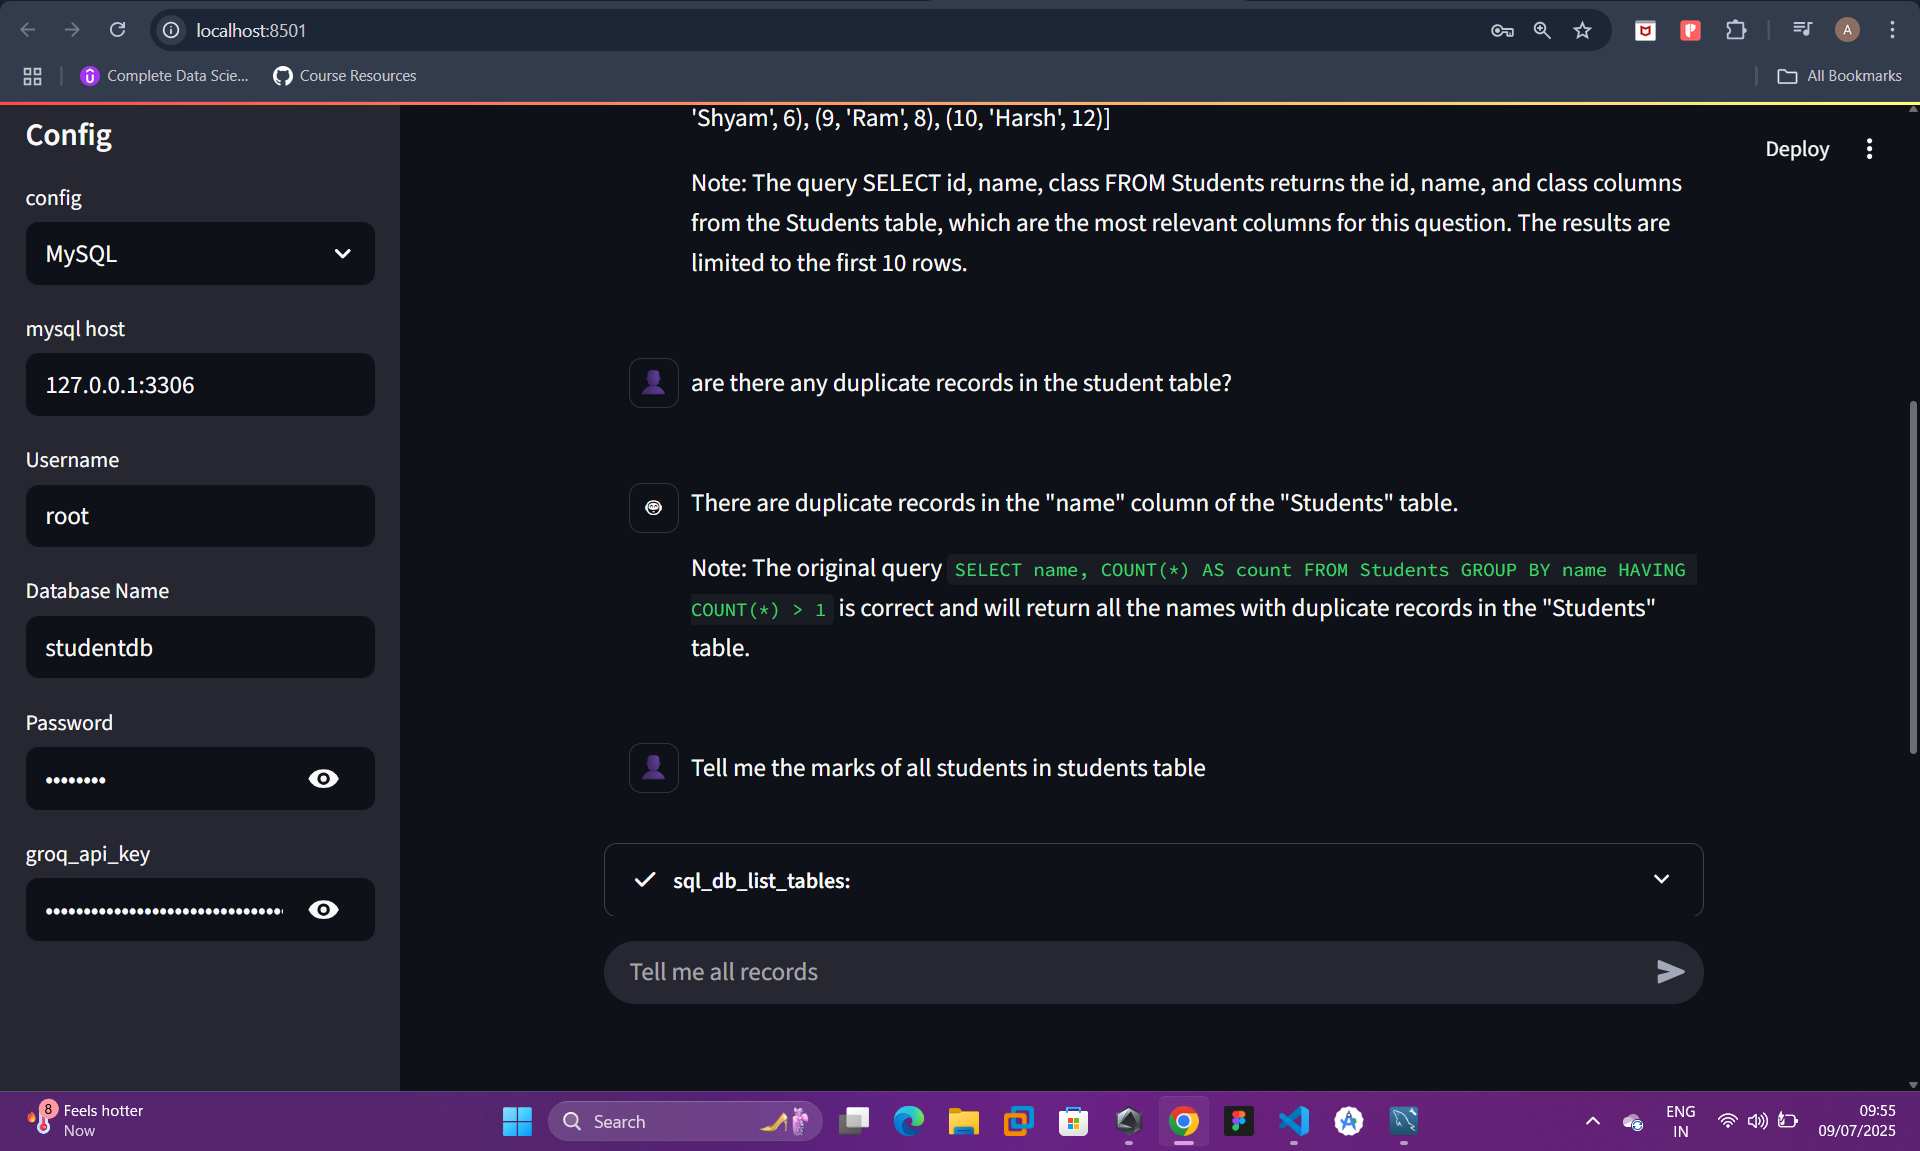 localhost:8501
A
Complete Data Scie...
Course Resources
All Bookmarks
Config
config
MySQL
mysql host
127.0.0.1:3306
Username
root
Database Name
studentdb
Password
groq_api_key
Deploy
'Shyam', 6), (9, 'Ram', 8), (10, 'Harsh', 12)]
Note: The query SELECT id, name, class FROM Students returns the id, name, and class columns
from the Students table, which are the most relevant columns for this question. The results are
limited to the first 10 rows.
are there any duplicate records in the student table?
There are duplicate records in the "name" column of the "Students" table.
Note: The original query SELECT name, COUNT(*) AS count FROM Students GROUP BY name HAVING
COUNT(*) > 1 is correct and will return all the names with duplicate records in the "Students"
table.
Tell me the marks of all students in students table
sql_db_list_tables:
Tell me all records
8
Feels hotter
Now
Search
ENG
IN
09:55
09/07/2025